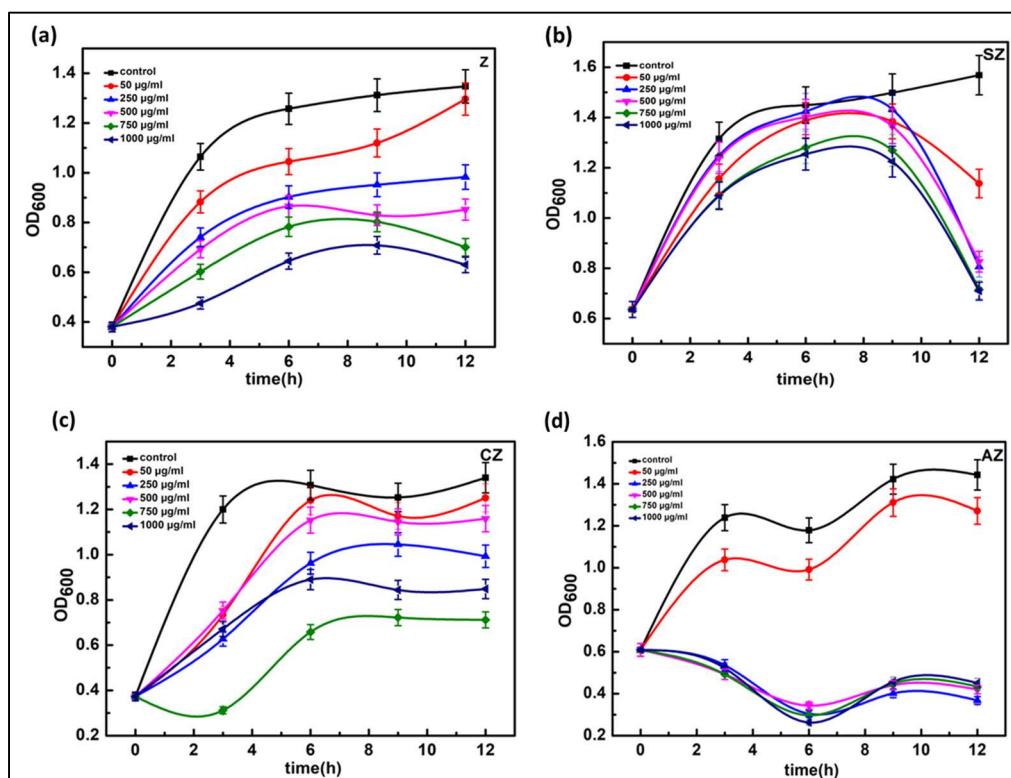 (a)
Z
control
50 µg/ml
250 µg/ml
500 µg/ml
750 µg/ml
1000 µg/ml
OD600
1.4
1.2
1.0
0.8
0.6
0.4
0 2 4 6 8 10 12
time(h)
(b)
SZ
control
50 µg/ml
250 µg/ml
500 µg/ml
750 µg/ml
1000 µg/ml
OD600
1.6
1.4
1.2
1.0
0.8
0.6
0 2 4 6 8 10 12
time(h)
(c)
CZ
control
50 µg/ml
250 µg/ml
500 µg/ml
750 µg/ml
1000 µg/ml
OD600
1.4
1.2
1.0
0.8
0.6
0.4
0.2
0 2 4 6 8 10 12
time(h)
(d)
AZ
control
50 µg/ml
250 µg/ml
500 µg/ml
750 µg/ml
1000 µg/ml
OD600
1.6
1.4
1.2
1.0
0.8
0.6
0.4
0.2
0 2 4 6 8 10 12
time(h)